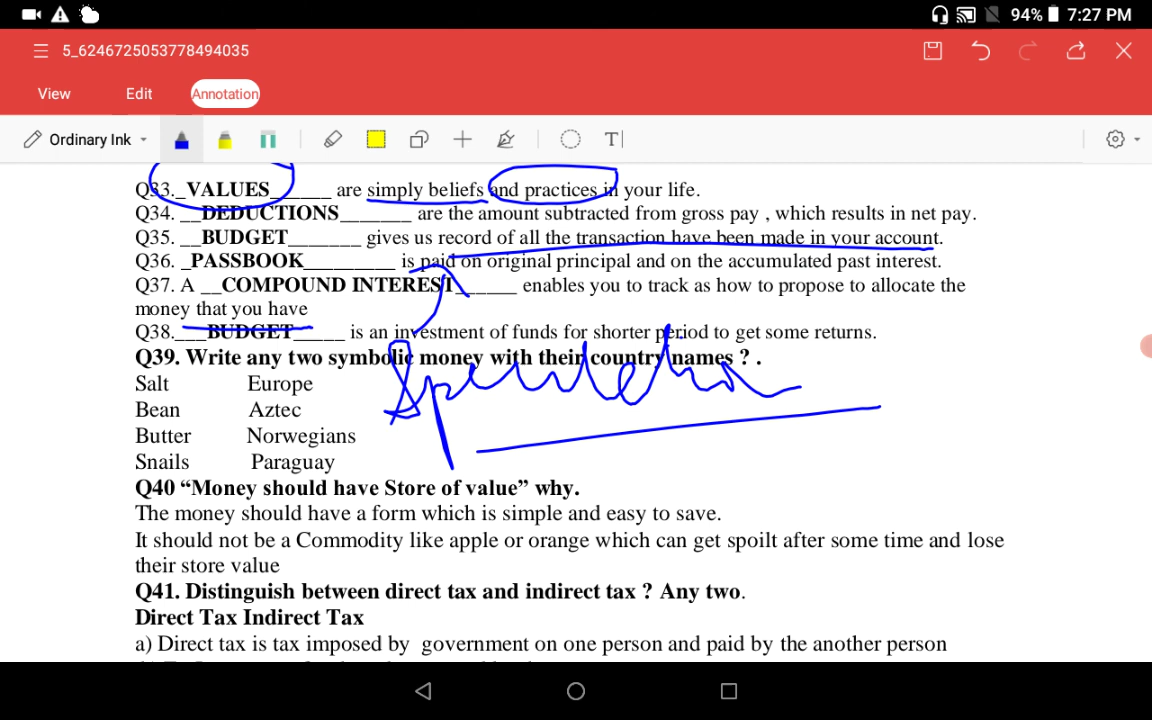 94% 7:27 PM
5_6246725053778494035
View Edit Annotation
Ordinary Ink T
Q33._VALUES______ are simply beliefs and practices in your life.
Q34. __DEDUCTIONS_______ are the amount subtracted from gross pay , which results in net pay.
Q35. __BUDGET_______ gives us record of all the transaction have been made in your account.
Q36. _PASSBOOK_________ is paid on original principal and on the accumulated past interest.
Q37. A __COMPOUND INTEREST______ enables you to track as how to propose to allocate the
money that you have
Q38.___BUDGET_____ is an investment of funds for shorter period to get some returns.
Q39. Write any two symbolic money with their country names ? .
Salt Europe
Bean Aztec
Butter Norwegians
Snails Paraguay
Q40 “Money should have Store of value” why.
The money should have a form which is simple and easy to save.
It should not be a Commodity like apple or orange which can get spoilt after some time and lose
their store value
Q41. Distinguish between direct tax and indirect tax ? Any two.
Direct Tax Indirect Tax
a) Direct tax is tax imposed by government on one person and paid by the another person